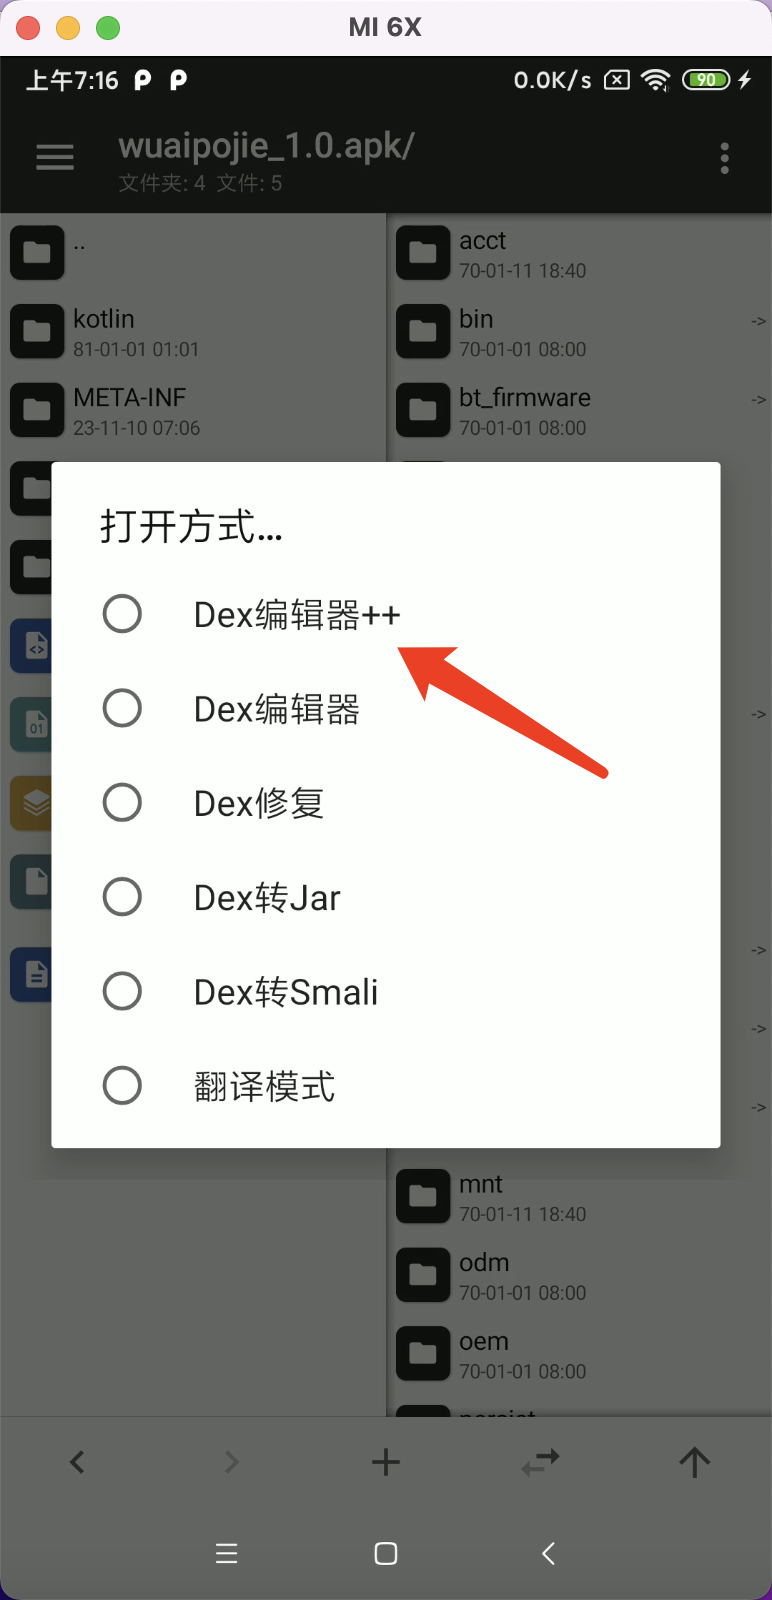 MI 6X
上午7:16
0.0K/s
90
wuaipojie_1.0.apk/
文件夹: 4 文件: 5
..
kotlin
81-01-01 01:01
META-INF
23-11-10 07:06
acct
70-01-11 18:40
bin
->
70-01-01 08:00
bt_firmware
->
70-01-01 08:00
打开方式...
Dex编辑器++
Dex编辑器
Dex修复
Dex转Jar
Dex转Smali
翻译模式
01
->
->
->
->
mnt
70-01-11 18:40
odm
70-01-01 08:00
oem
70-01-01 08:00